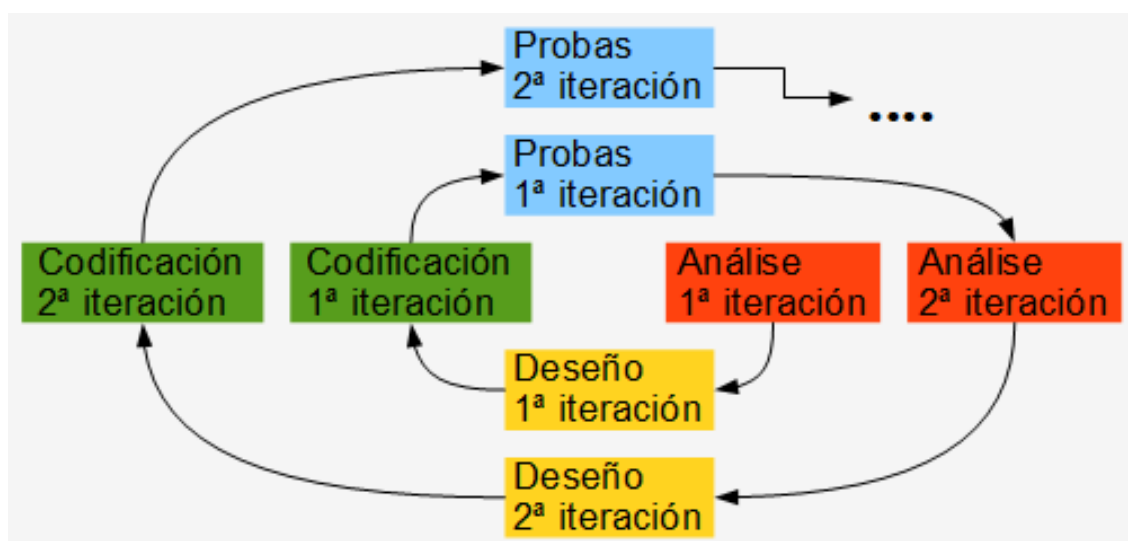 Probas
2ª iteración
....
Probas
1ª iteración
Codificación
2ª iteración
Codificación
1ª iteración
Análise
1ª iteración
Análise
2ª iteración
Deseño
1ª iteración
Deseño
2ª iteración